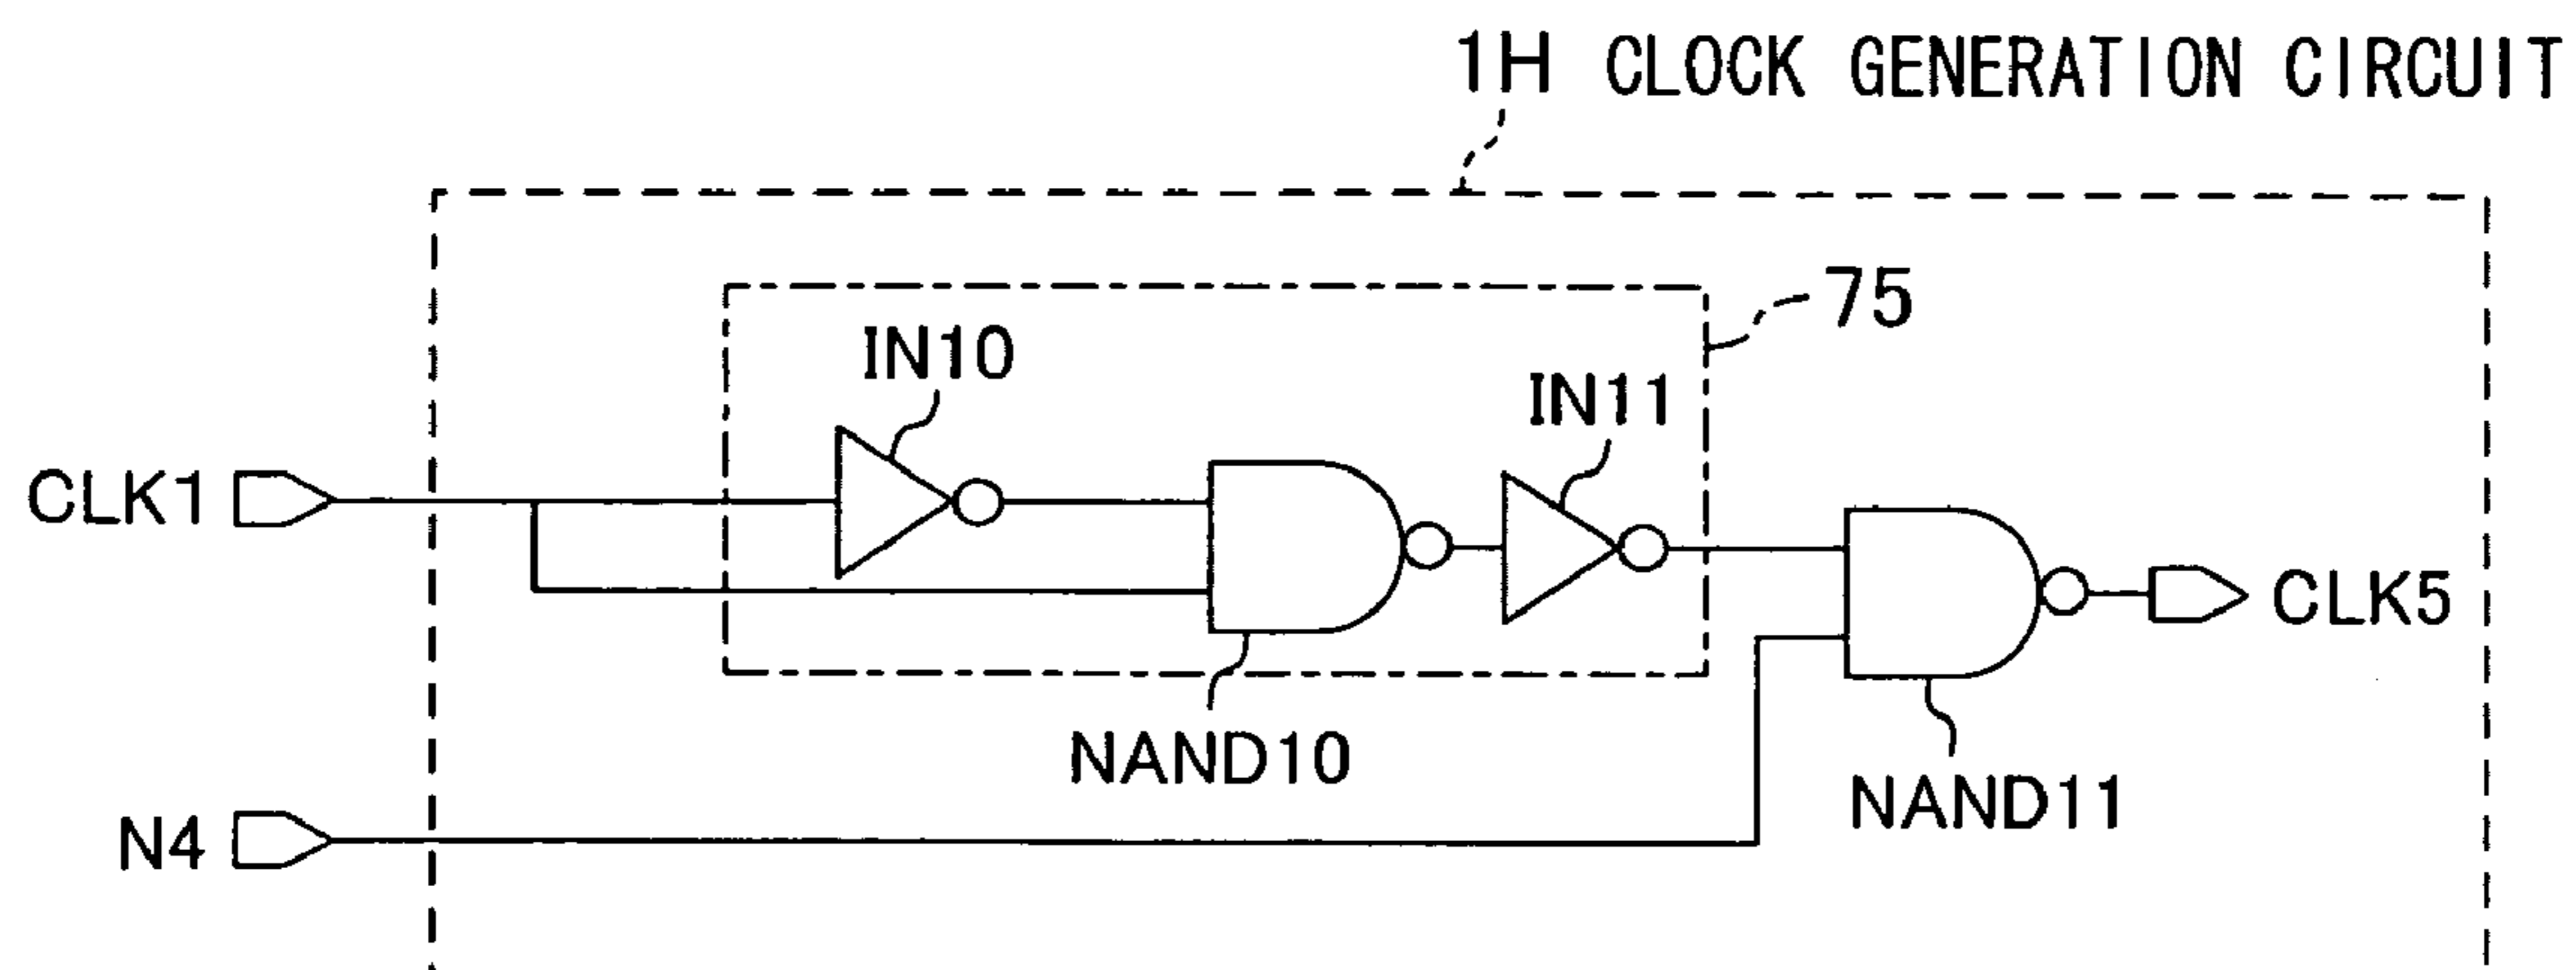 1H CLOCK GENERATION CIRCUIT
75
IN10
IN11
CLK1
CLK5
NAND10
NAND11
N4